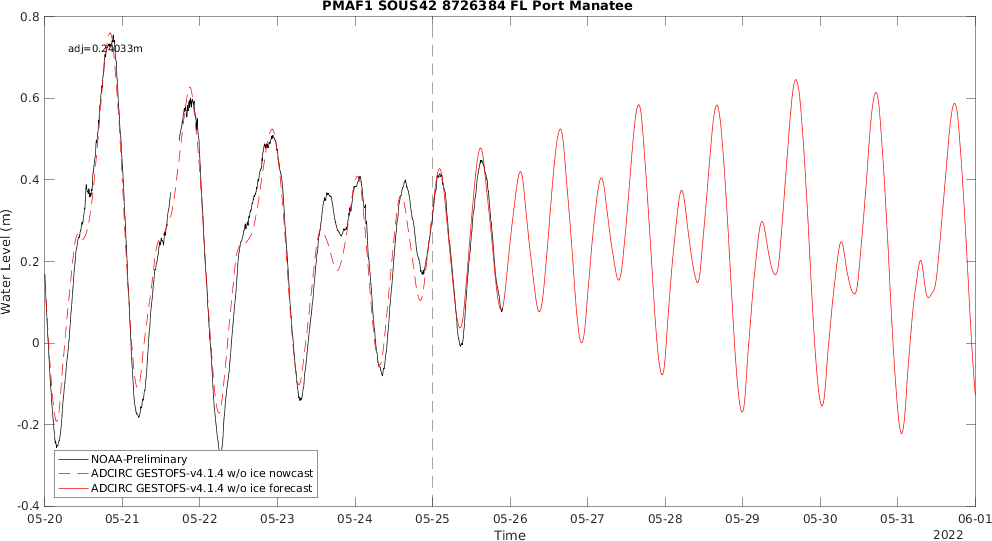 PMAF1 SOUS42 8726384 FL Port Manatee
adj=0.24033m
Water Level (m)
0.8
0.6
0.4
0.2
0
-0.2
-0.4
NOAA-Preliminary
ADCIRC GESTOFS-v4.1.4 w/o ice nowcast
ADCIRC GESTOFS-v4.1.4 w/o ice forecast
05-20 05-21 05-22 05-23 05-24 05-25 05-26 05-27 05-28 05-29 05-30 05-31 06-01
Time
2022